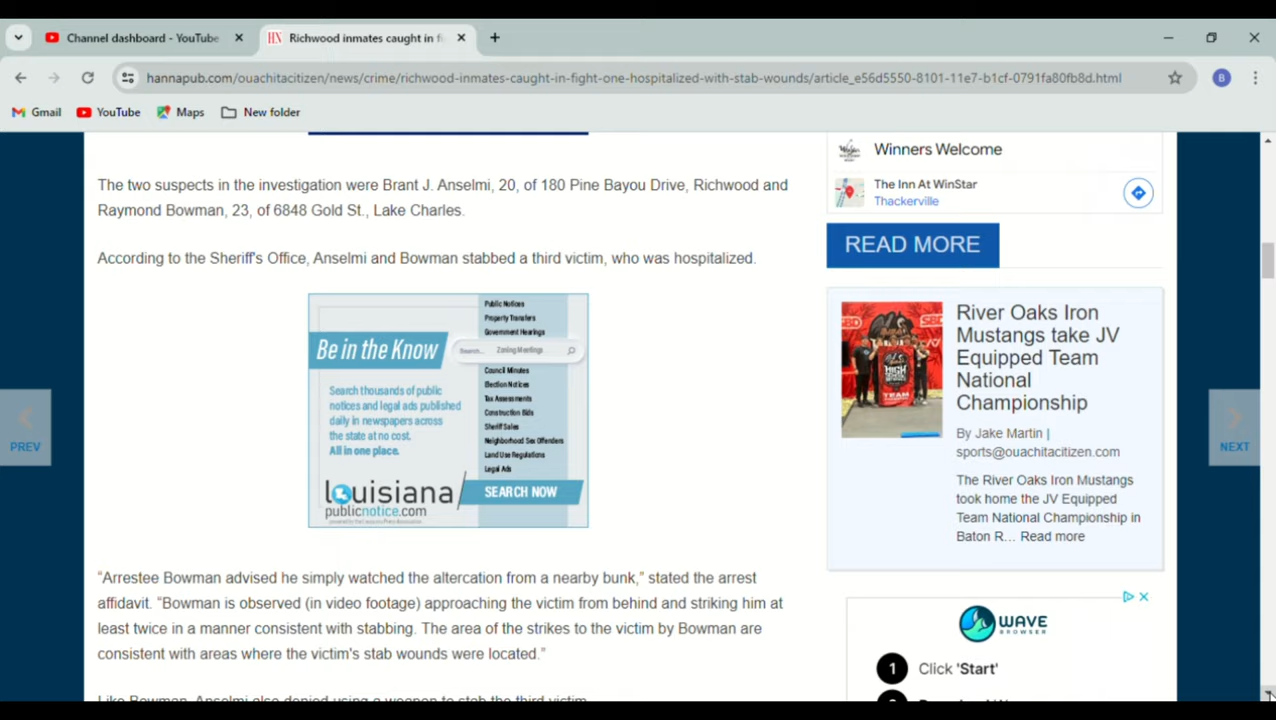 Channel dashboard - YouTube
Richwood inmates caught in fi
hannapub.com/ouachitacitizen/news/crime/richwood-inmates-caught-in-fight-one-hospitalized-with-stab-wounds/article_e56d5550-8101-11e7-b1cf-0791fa80fb8d.html
B
Gmail
YouTube
Maps
New folder
The two suspects in the investigation were Brant J. Anselmi, 20, of 180 Pine Bayou Drive, Richwood and
Raymond Bowman, 23, of 6848 Gold St., Lake Charles.
According to the Sheriff's Office, Anselmi and Bowman stabbed a third victim, who was hospitalized.
Be in the Know
Search thousands of public
notices and legal ads published
daily in newspapers across
the state at no cost.
All in one place.
louisiana
publicnotice.com
Public Notices
Property Transfers
Government Hearings
Search... Zoning Meetings
Council Minutes
Election Notices
Tax Assessments
Construction Bids
Sheriff Sales
Neighborhood Sex Offenders
Land Use Regulations
Legal Ads
SEARCH NOW
“Arrestee Bowman advised he simply watched the altercation from a nearby bunk,” stated the arrest
affidavit. “Bowman is observed (in video footage) approaching the victim from behind and striking him at
least twice in a manner consistent with stabbing. The area of the strikes to the victim by Bowman are
consistent with areas where the victim's stab wounds were located.”
Like Bowman, Anselmi also denied using a weapon to stab the third victim.
PREV
NEXT
Winners Welcome
The Inn At WinStar
Thackerville
READ MORE
River Oaks Iron
Mustangs take JV
Equipped Team
National
Championship
By Jake Martin |
sports@ouachitacitizen.com
The River Oaks Iron Mustangs
took home the JV Equipped
Team National Championship in
Baton R… Read more
WAVE
BROWSER
1 Click 'Start'